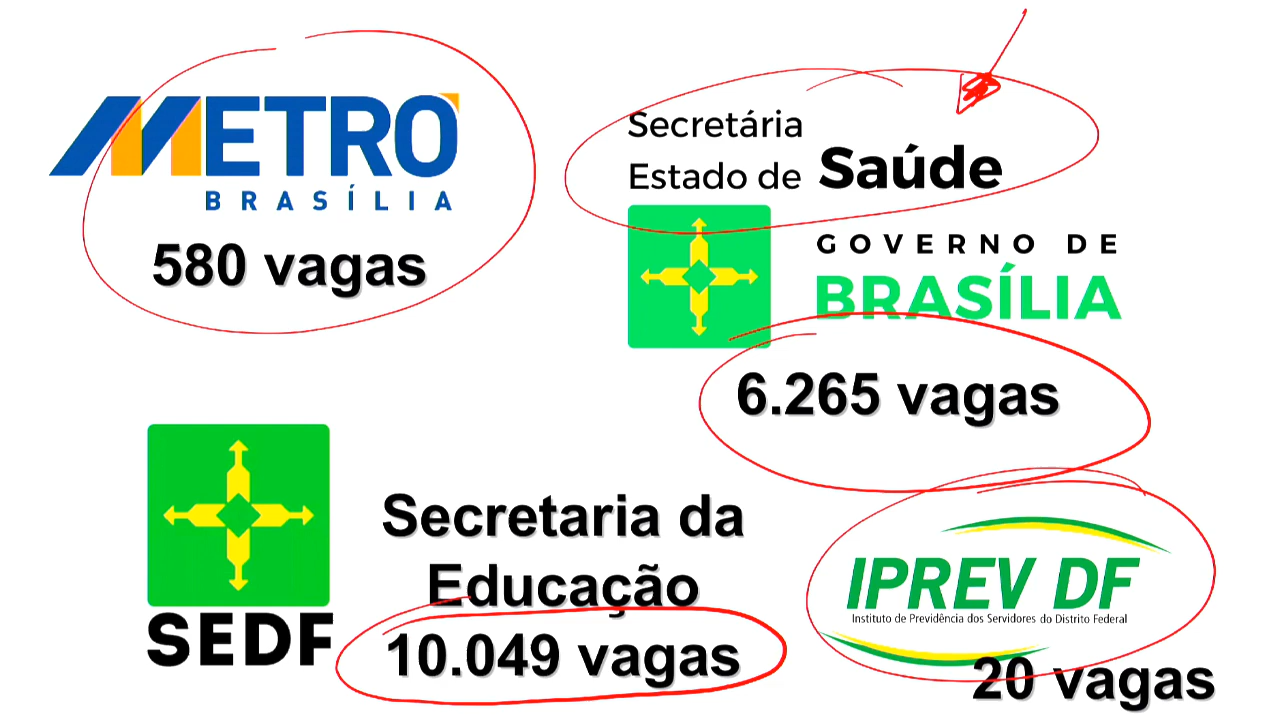 METRÔ
BRASÍLIA
580 vagas
Secretária
Estado de Saúde
GOVERNO DE
BRASÍLIA
6.265 vagas
SEDF
Secretaria da
Educação
10.049 vagas
IPREV DF
Instituto de Previdência dos Servidores do Distrito Federal
20 vagas